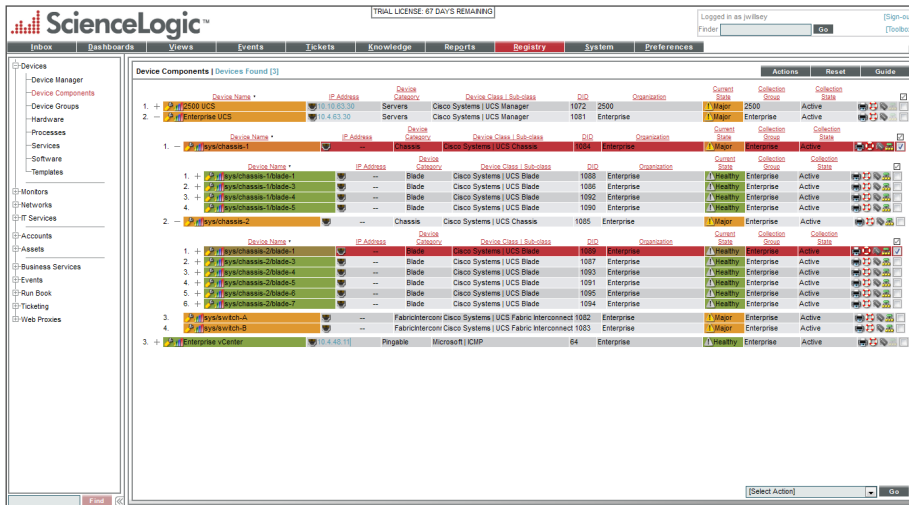 TRIAL LICENSE: 67 DAYS REMAINING
ScienceLogic™
Logged in as jwillsey [Sign-ou
Finder Go [Toolbo
Inbox Dashboards Views Events Tickets Knowledge Reports Registry System Preferences
Devices
Device Manager
Device Components
Device Groups
Hardware
Processes
Services
Software
Templates
Monitors
Networks
IT Services
Accounts
Assets
Business Services
Events
Run Book
Ticketing
Web Proxies
Find
Device Components | Devices Found [3] Actions Reset Guide
Device Name IP Address Device Category Device Class | Sub-class DID Organization Current State Collection Group Collection State
1. + 2500 UCS 10.10.63.30 Servers Cisco Systems | UCS Manager 1072 2500 Major 2500 Active
2. — Enterprise UCS 10.4.63.30 Servers Cisco Systems | UCS Manager 1081 Enterprise Major Enterprise Active
Device Name IP Address Device Category Device Class | Sub-class DID Organization Current State Collection Group Collection State
1. — sys/chassis-1 -- Chassis Cisco Systems | UCS Chassis 1084 Enterprise Major Enterprise Active
Device Name IP Address Device Category Device Class | Sub-class DID Organization Current State Collection Group Collection State
1. + sys/chassis-1/blade-1 -- Blade Cisco Systems | UCS Blade 1088 Enterprise Healthy Enterprise Active
2. + sys/chassis-1/blade-3 -- Blade Cisco Systems | UCS Blade 1086 Enterprise Healthy Enterprise Active
3. + sys/chassis-1/blade-4 -- Blade Cisco Systems | UCS Blade 1092 Enterprise Healthy Enterprise Active
4. sys/chassis-1/blade-5 -- Blade Cisco Systems | UCS Blade 1090 Enterprise Healthy Enterprise Active
2. — sys/chassis-2 -- Chassis Cisco Systems | UCS Chassis 1085 Enterprise Major Enterprise Active
Device Name IP Address Device Category Device Class | Sub-class DID Organization Current State Collection Group Collection State
1. + sys/chassis-2/blade-1 -- Blade Cisco Systems | UCS Blade 1089 Enterprise Healthy Enterprise Active
2. + sys/chassis-2/blade-3 -- Blade Cisco Systems | UCS Blade 1087 Enterprise Healthy Enterprise Active
3. + sys/chassis-2/blade-4 -- Blade Cisco Systems | UCS Blade 1093 Enterprise Healthy Enterprise Active
4. + sys/chassis-2/blade-5 -- Blade Cisco Systems | UCS Blade 1091 Enterprise Healthy Enterprise Active
5. + sys/chassis-2/blade-6 -- Blade Cisco Systems | UCS Blade 1095 Enterprise Healthy Enterprise Active
6. + sys/chassis-2/blade-7 -- Blade Cisco Systems | UCS Blade 1094 Enterprise Healthy Enterprise Active
3. sys/switch-A -- FabricInterconn Cisco Systems | UCS Fabric Interconnect 1082 Enterprise Major Enterprise Active
4. sys/switch-B -- FabricInterconn Cisco Systems | UCS Fabric Interconnect 1083 Enterprise Major Enterprise Active
3. + Enterprise vCenter 10.4.48.11 Pingable Microsoft | ICMP 64 Enterprise Healthy Enterprise Active
[Select Action] Go